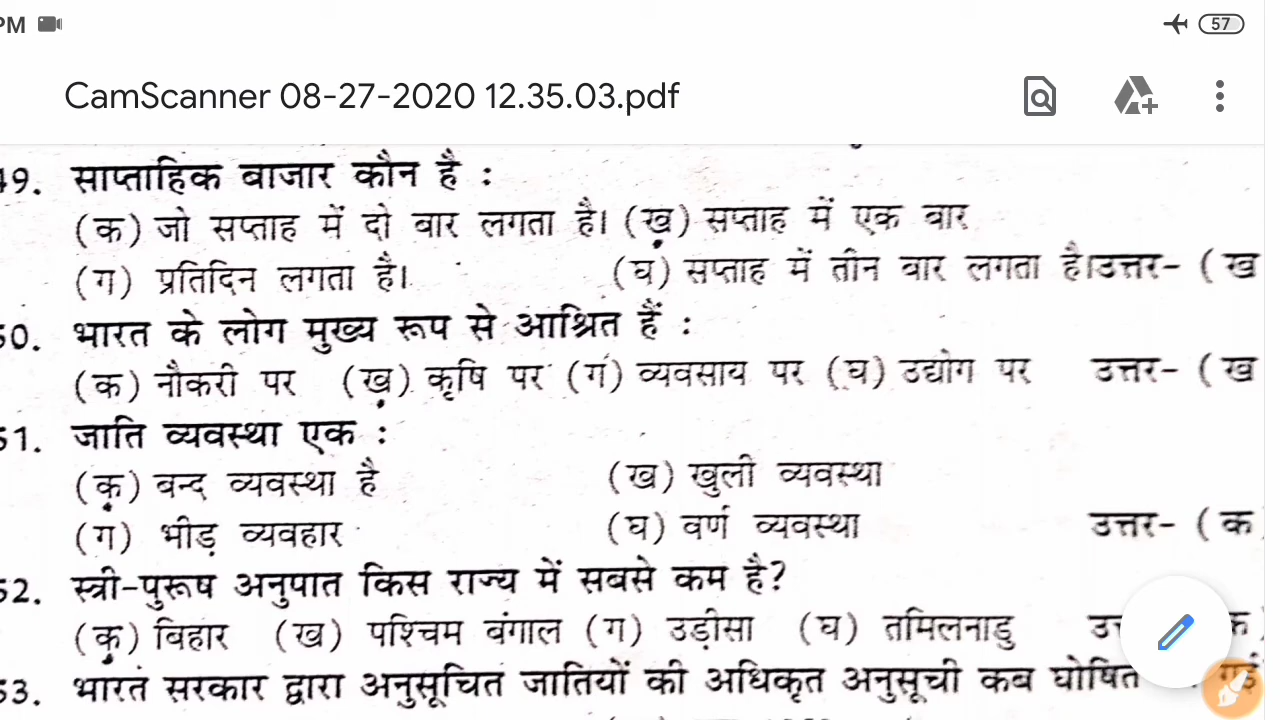 PM
57
CamScanner 08-27-2020 12.35.03.pdf
49. साप्ताहिक बाजार कौन है :
(क) जो सप्ताह में दो बार लगता है। (ख) सप्ताह में एक बार
(ग) प्रतिदिन लगता है। (घ) सप्ताह में तीन बार लगता है।उत्तर- (ख
50. भारत के लोग मुख्य रूप से आश्रित हैं :
(क) नौकरी पर (ख) कृषि पर (ग) व्यवसाय पर (घ) उद्योग पर उत्तर- (ख
51. जाति व्यवस्था एक :
(क) बन्द व्यवस्था है (ख) खुली व्यवस्था
(ग) भीड़ व्यवहार (घ) वर्ण व्यवस्था उत्तर- (क)
52. स्त्री-पुरूष अनुपात किस राज्य में सबसे कम है?
(क) बिहार (ख) पश्चिम बंगाल (ग) उड़ीसा (घ) तमिलनाडु
53. भारत सरकार द्वारा अनुसूचित जातियों की अधिकृत अनुसूची कब घोषित गई